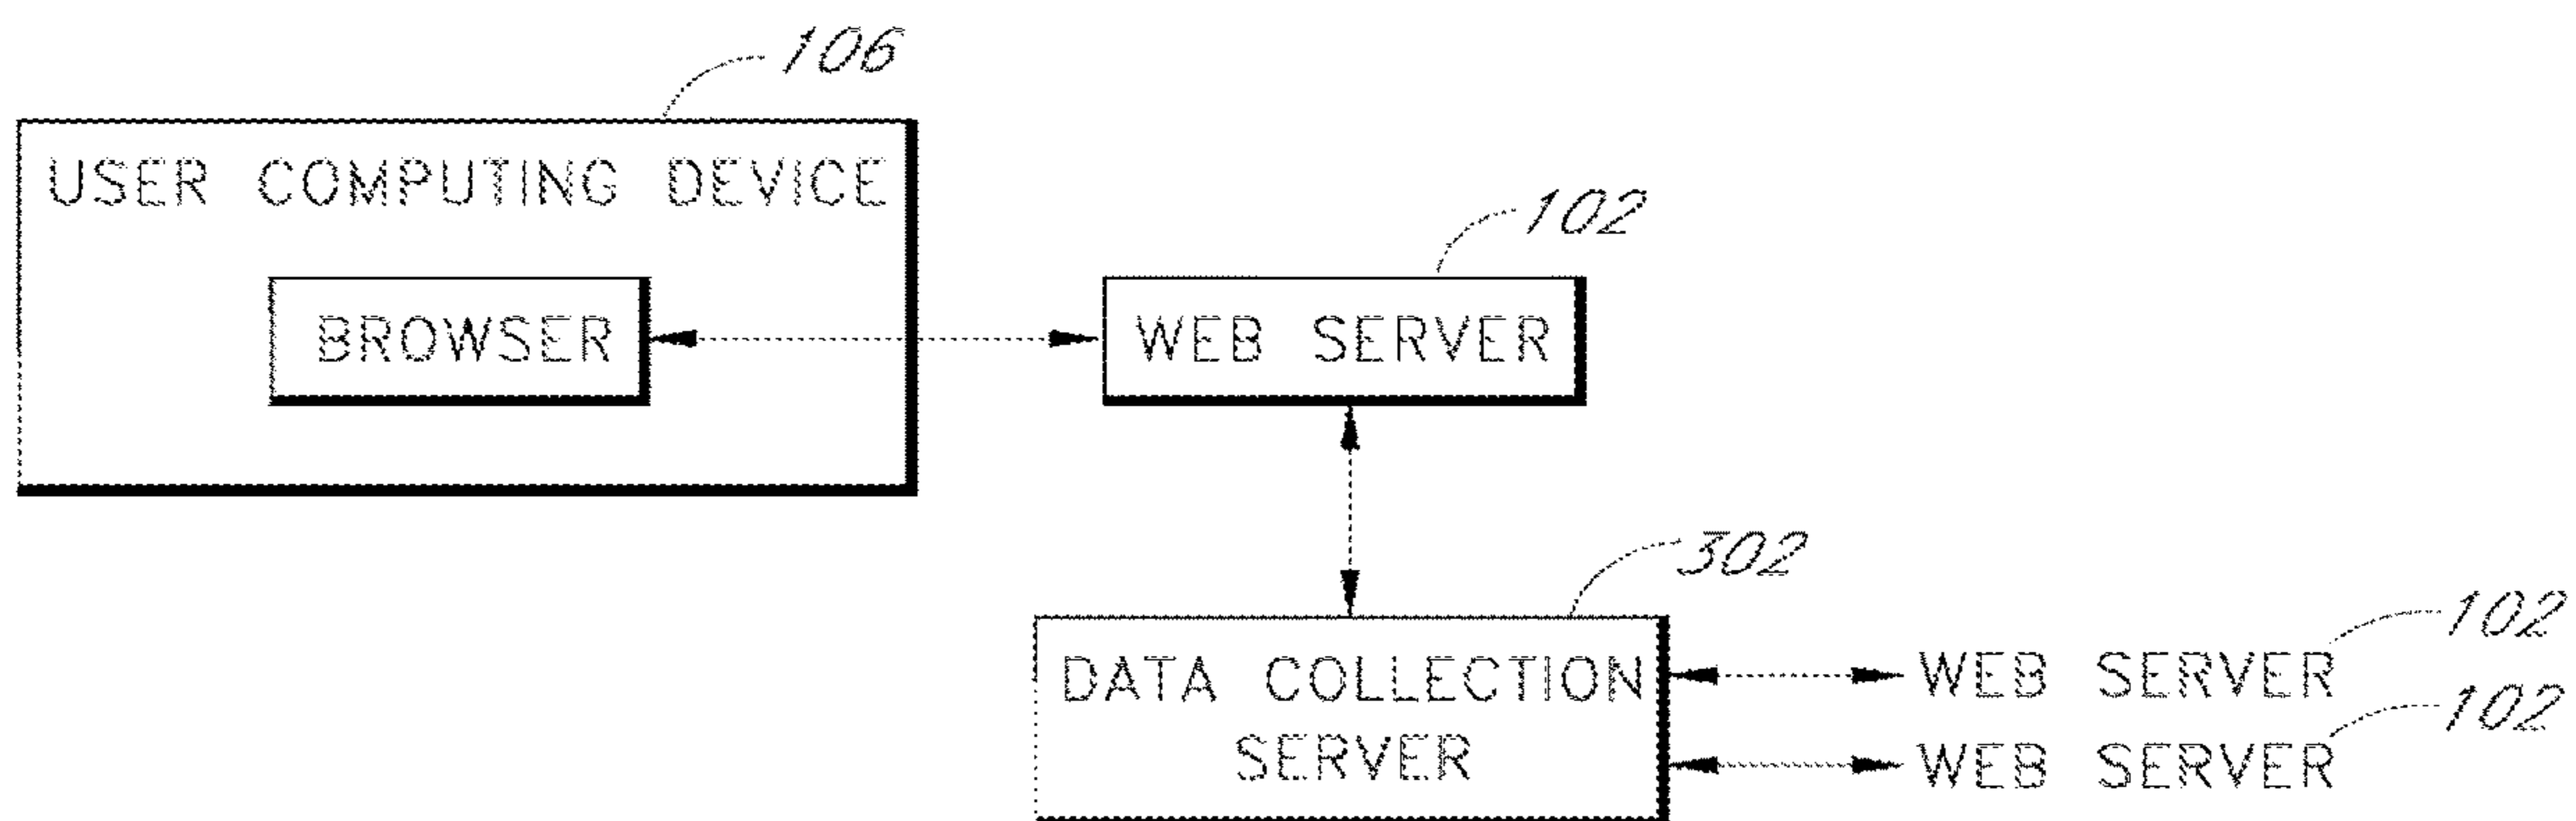 106
USER COMPUTING DEVICE
102
BROWSER
WEB SERVER
302
102
DATA COLLECTION
SERVER
WEB SERVER
102
WEB SERVER